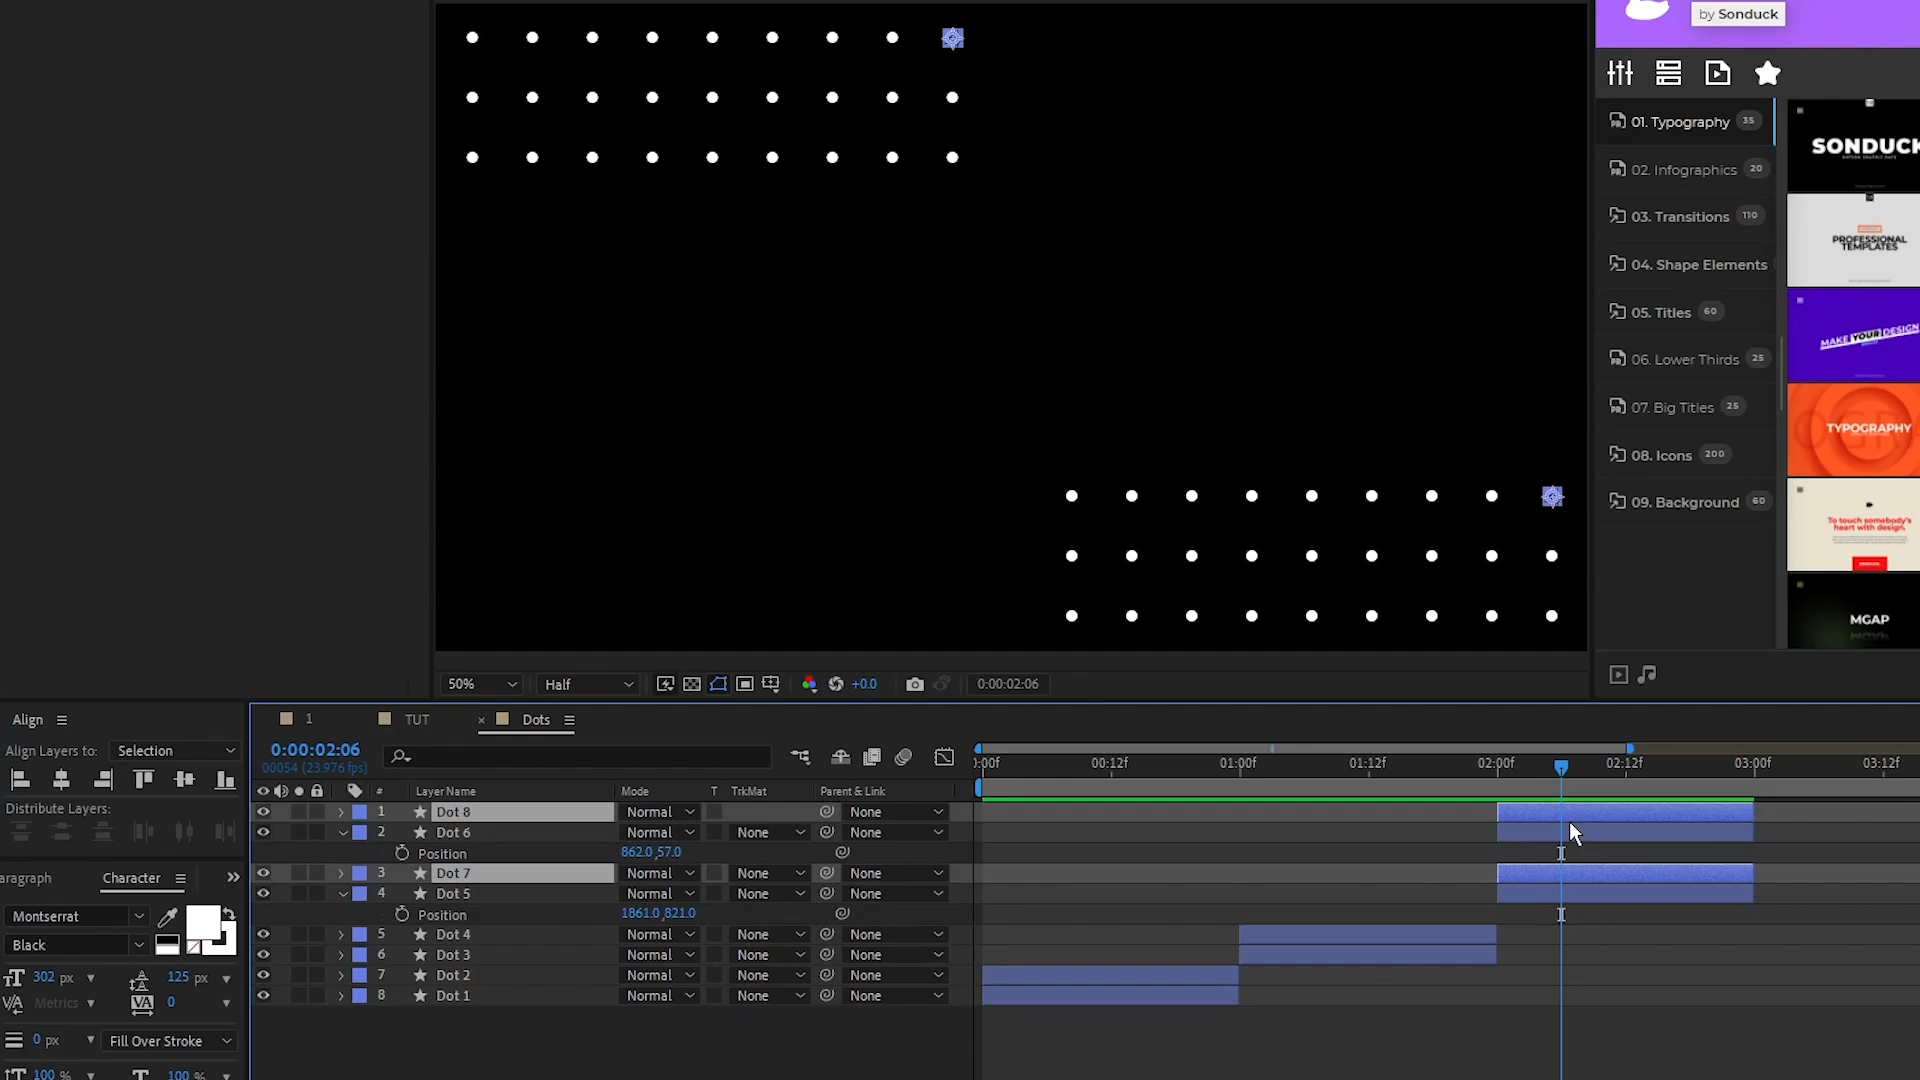 by Sonduck
01. Typography 35
02. Infographics 20
03. Transitions 110
04. Shape Elements
05. Titles 60
06. Lower Thirds 25
07. Big Titles 25
08. Icons 200
09. Background 60
SONDUCK
PROFESSIONAL
TEMPLATES
MAKE YOUR DESIGN
TYPOGRAPHY
To touch somebody's
heart with design.
MGAP
50%
Half
+0.0
0:00:02:06
Align
Align Layers to: Selection
Distribute Layers:
aragraph
Character
Montserrat
Black
302 px
125 px
Metrics
0
0 px
Fill Over Stroke
100 %
100 %
1
TUT
× Dots
0:00:02:06
00054 (23.976 fps)
:00f
00:12f
01:00f
01:12f
02:00f
02:12f
03:00f
03:12f
# Layer Name Mode T TrkMat Parent & Link
1 Dot 8 Normal None
2 Dot 6 Normal None None
Position 862.0,57.0
3 Dot 7 Normal None None
4 Dot 5 Normal None None
Position 1861.0,821.0
5 Dot 4 Normal None None
6 Dot 3 Normal None None
7 Dot 2 Normal None None
8 Dot 1 Normal None None